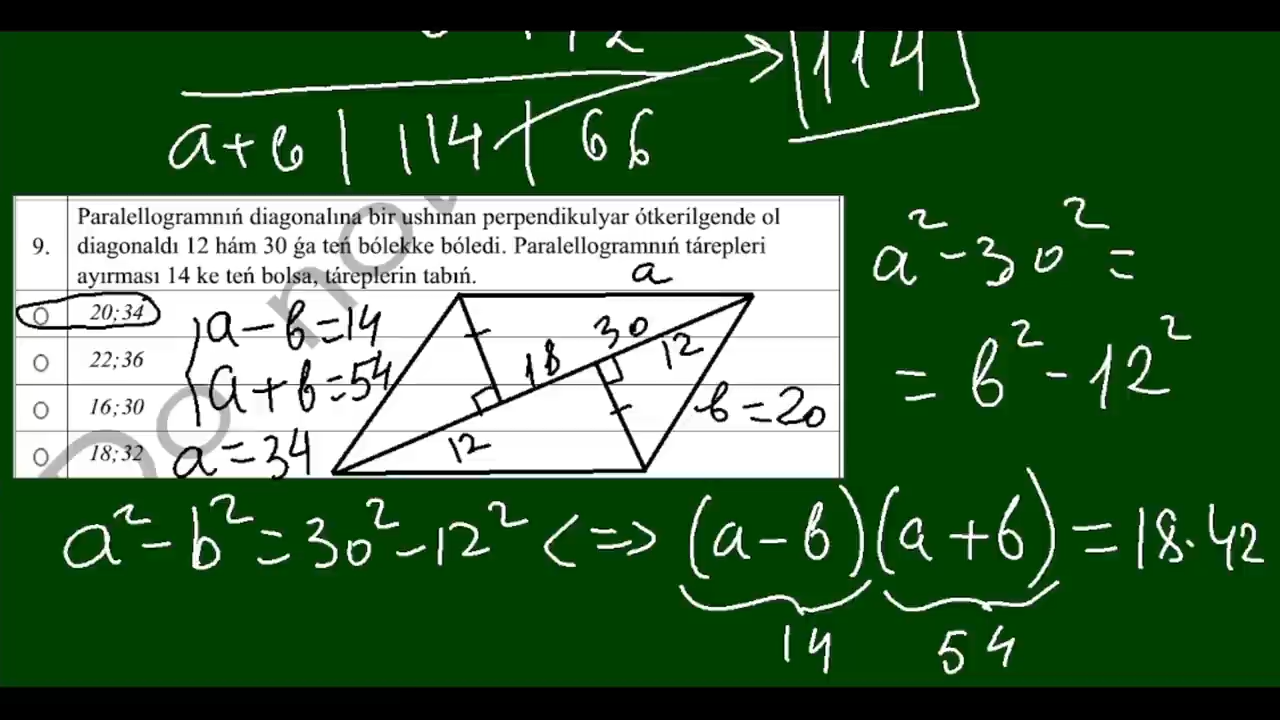 114
a+b | 114 | 66
9.
Paralellogramnıń diagonalına bir ushınan perpendikulyar ótkerilgende ol
diagonaldı 12 hám 30 ǵa teń bólekke bóledi. Paralellogramnıń tárepleri
ayırması 14 ke teń bolsa, táreplerin tabıń.
20; 34
22; 36
16; 30
18; 32
a - b = 14
a + b = 54
a = 34
a
30
18
12
12
b = 20
a² - 30² =
= b² - 12²
a² - b² = 30² - 12² <=> (a - b)(a + b) = 18·42
14
54